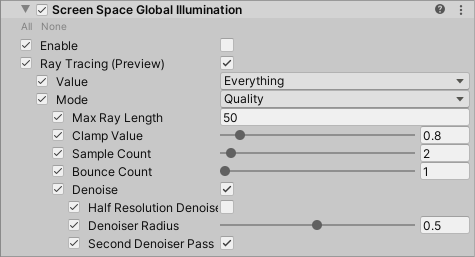 Screen Space Global Illumination
All None
Enable
Ray Tracing (Preview)
Value Everything
Mode Quality
Max Ray Length 50
Clamp Value 0.8
Sample Count 2
Bounce Count 1
Denoise
Half Resolution Denoise
Denoiser Radius 0.5
Second Denoiser Pass